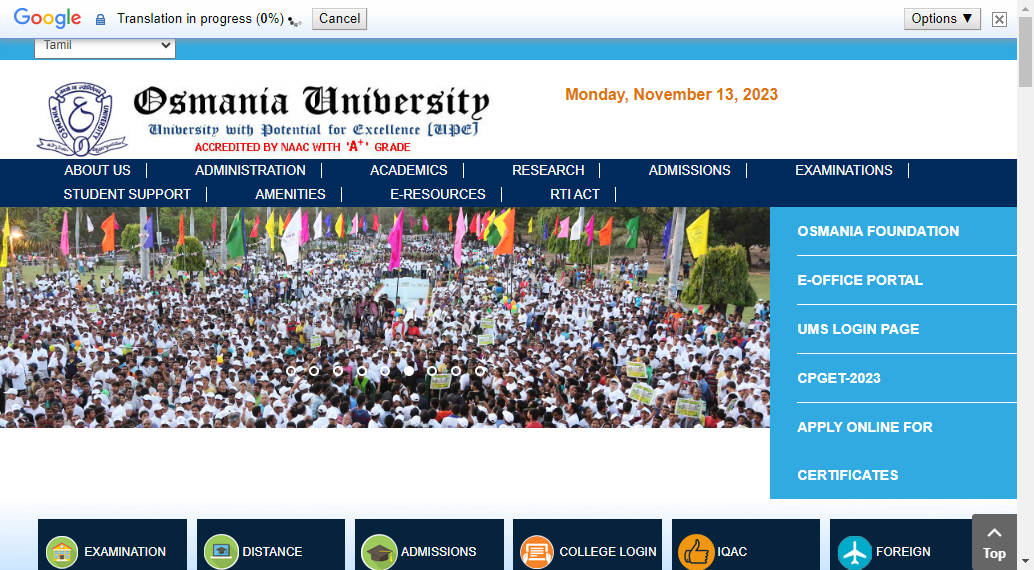 Google Translation in progress (0%) Cancel Options ▼
Tamil
Osmania University
University with Potential for Excellence [UPE]
ACCREDITED BY NAAC WITH 'A+' GRADE
OSMANIA UNIVERSITY
Monday, November 13, 2023
ABOUT US ADMINISTRATION ACADEMICS RESEARCH ADMISSIONS EXAMINATIONS
STUDENT SUPPORT AMENITIES E-RESOURCES RTI ACT
OSMANIA FOUNDATION
E-OFFICE PORTAL
UMS LOGIN PAGE
CPGET-2023
APPLY ONLINE FOR
CERTIFICATES
EXAMINATION DISTANCE ADMISSIONS COLLEGE LOGIN IQAC FOREIGN
Top